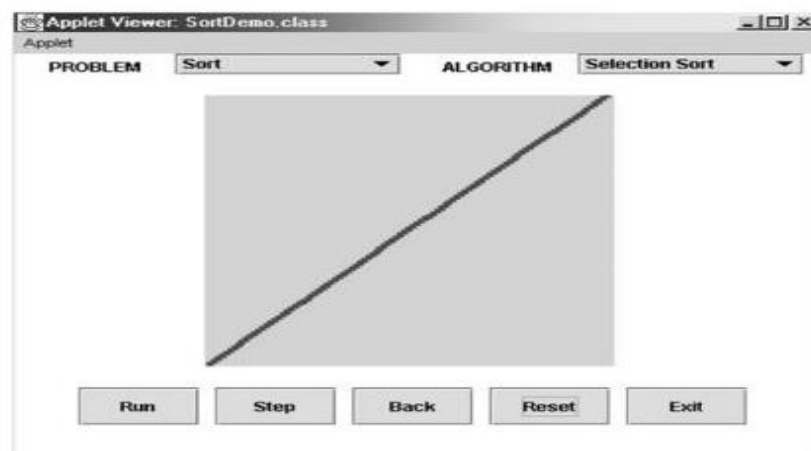 Applet Viewer: SortDemo.class
Applet
PROBLEM Sort ALGORITHM Selection Sort
Run Step Back Reset Exit